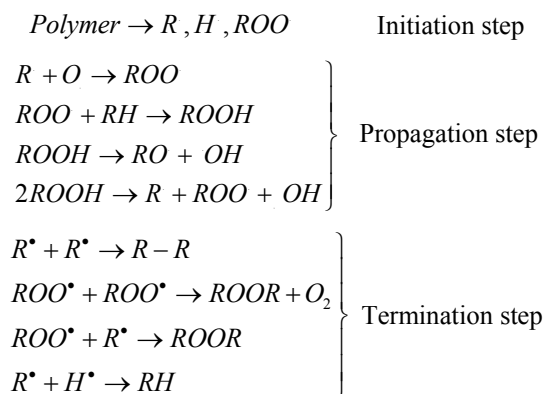 Polymer → R , H , ROO Initiation step
R + O → ROO
ROO + RH → ROOH
ROOH → RO + OH
2ROOH → R + ROO + OH
Propagation step
R• + R• → R − R
ROO• + ROO• → ROOR + O₂
ROO• + R• → ROOR
R• + H• → RH
Termination step